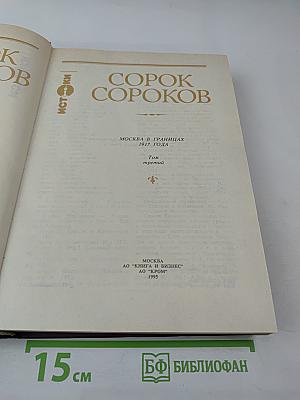 К
КОВ
ИСТОКИ
СОРОК
СОРОКОВ
МОСКВА В ГРАНИЦАХ
1917 ГОДА
Том
третий
МОСКВА
АО "КНИГА И БИЗНЕС"
АО "КРОМ"
1995
15 см
БФ БИБЛИОФАН